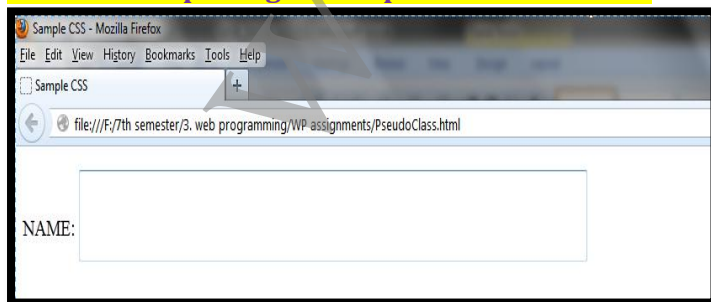 Sample CSS - Mozilla Firefox
File Edit View History Bookmarks Tools Help
Sample CSS +
file:///F:/7th semester/3. web programming/WP assignments/PseudoClass.html
NAME: